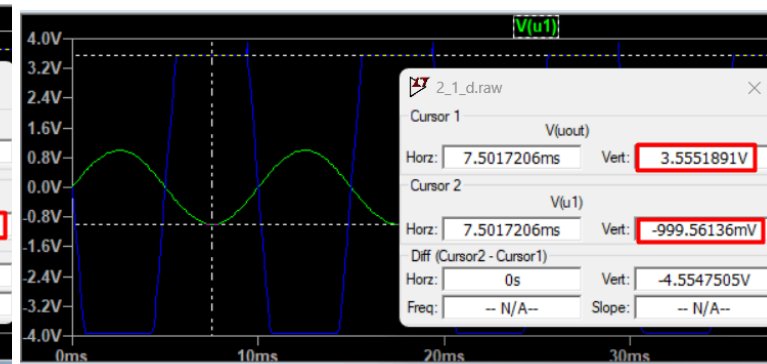 V(u1)
4.0V
3.2V
2.4V
1.6V
0.8V
0.0V
-0.8V
-1.6V
-2.4V
-3.2V
-4.0V
0ms 10ms 20ms 30ms
2_1_d.raw
Cursor 1
V(uout)
Horz: 7.5017206ms Vert: 3.5551891V
Cursor 2
V(u1)
Horz: 7.5017206ms Vert: -999.56136mV
Diff (Cursor2 - Cursor1)
Horz: 0s Vert: -4.5547505V
Freq: -- N/A-- Slope: -- N/A--